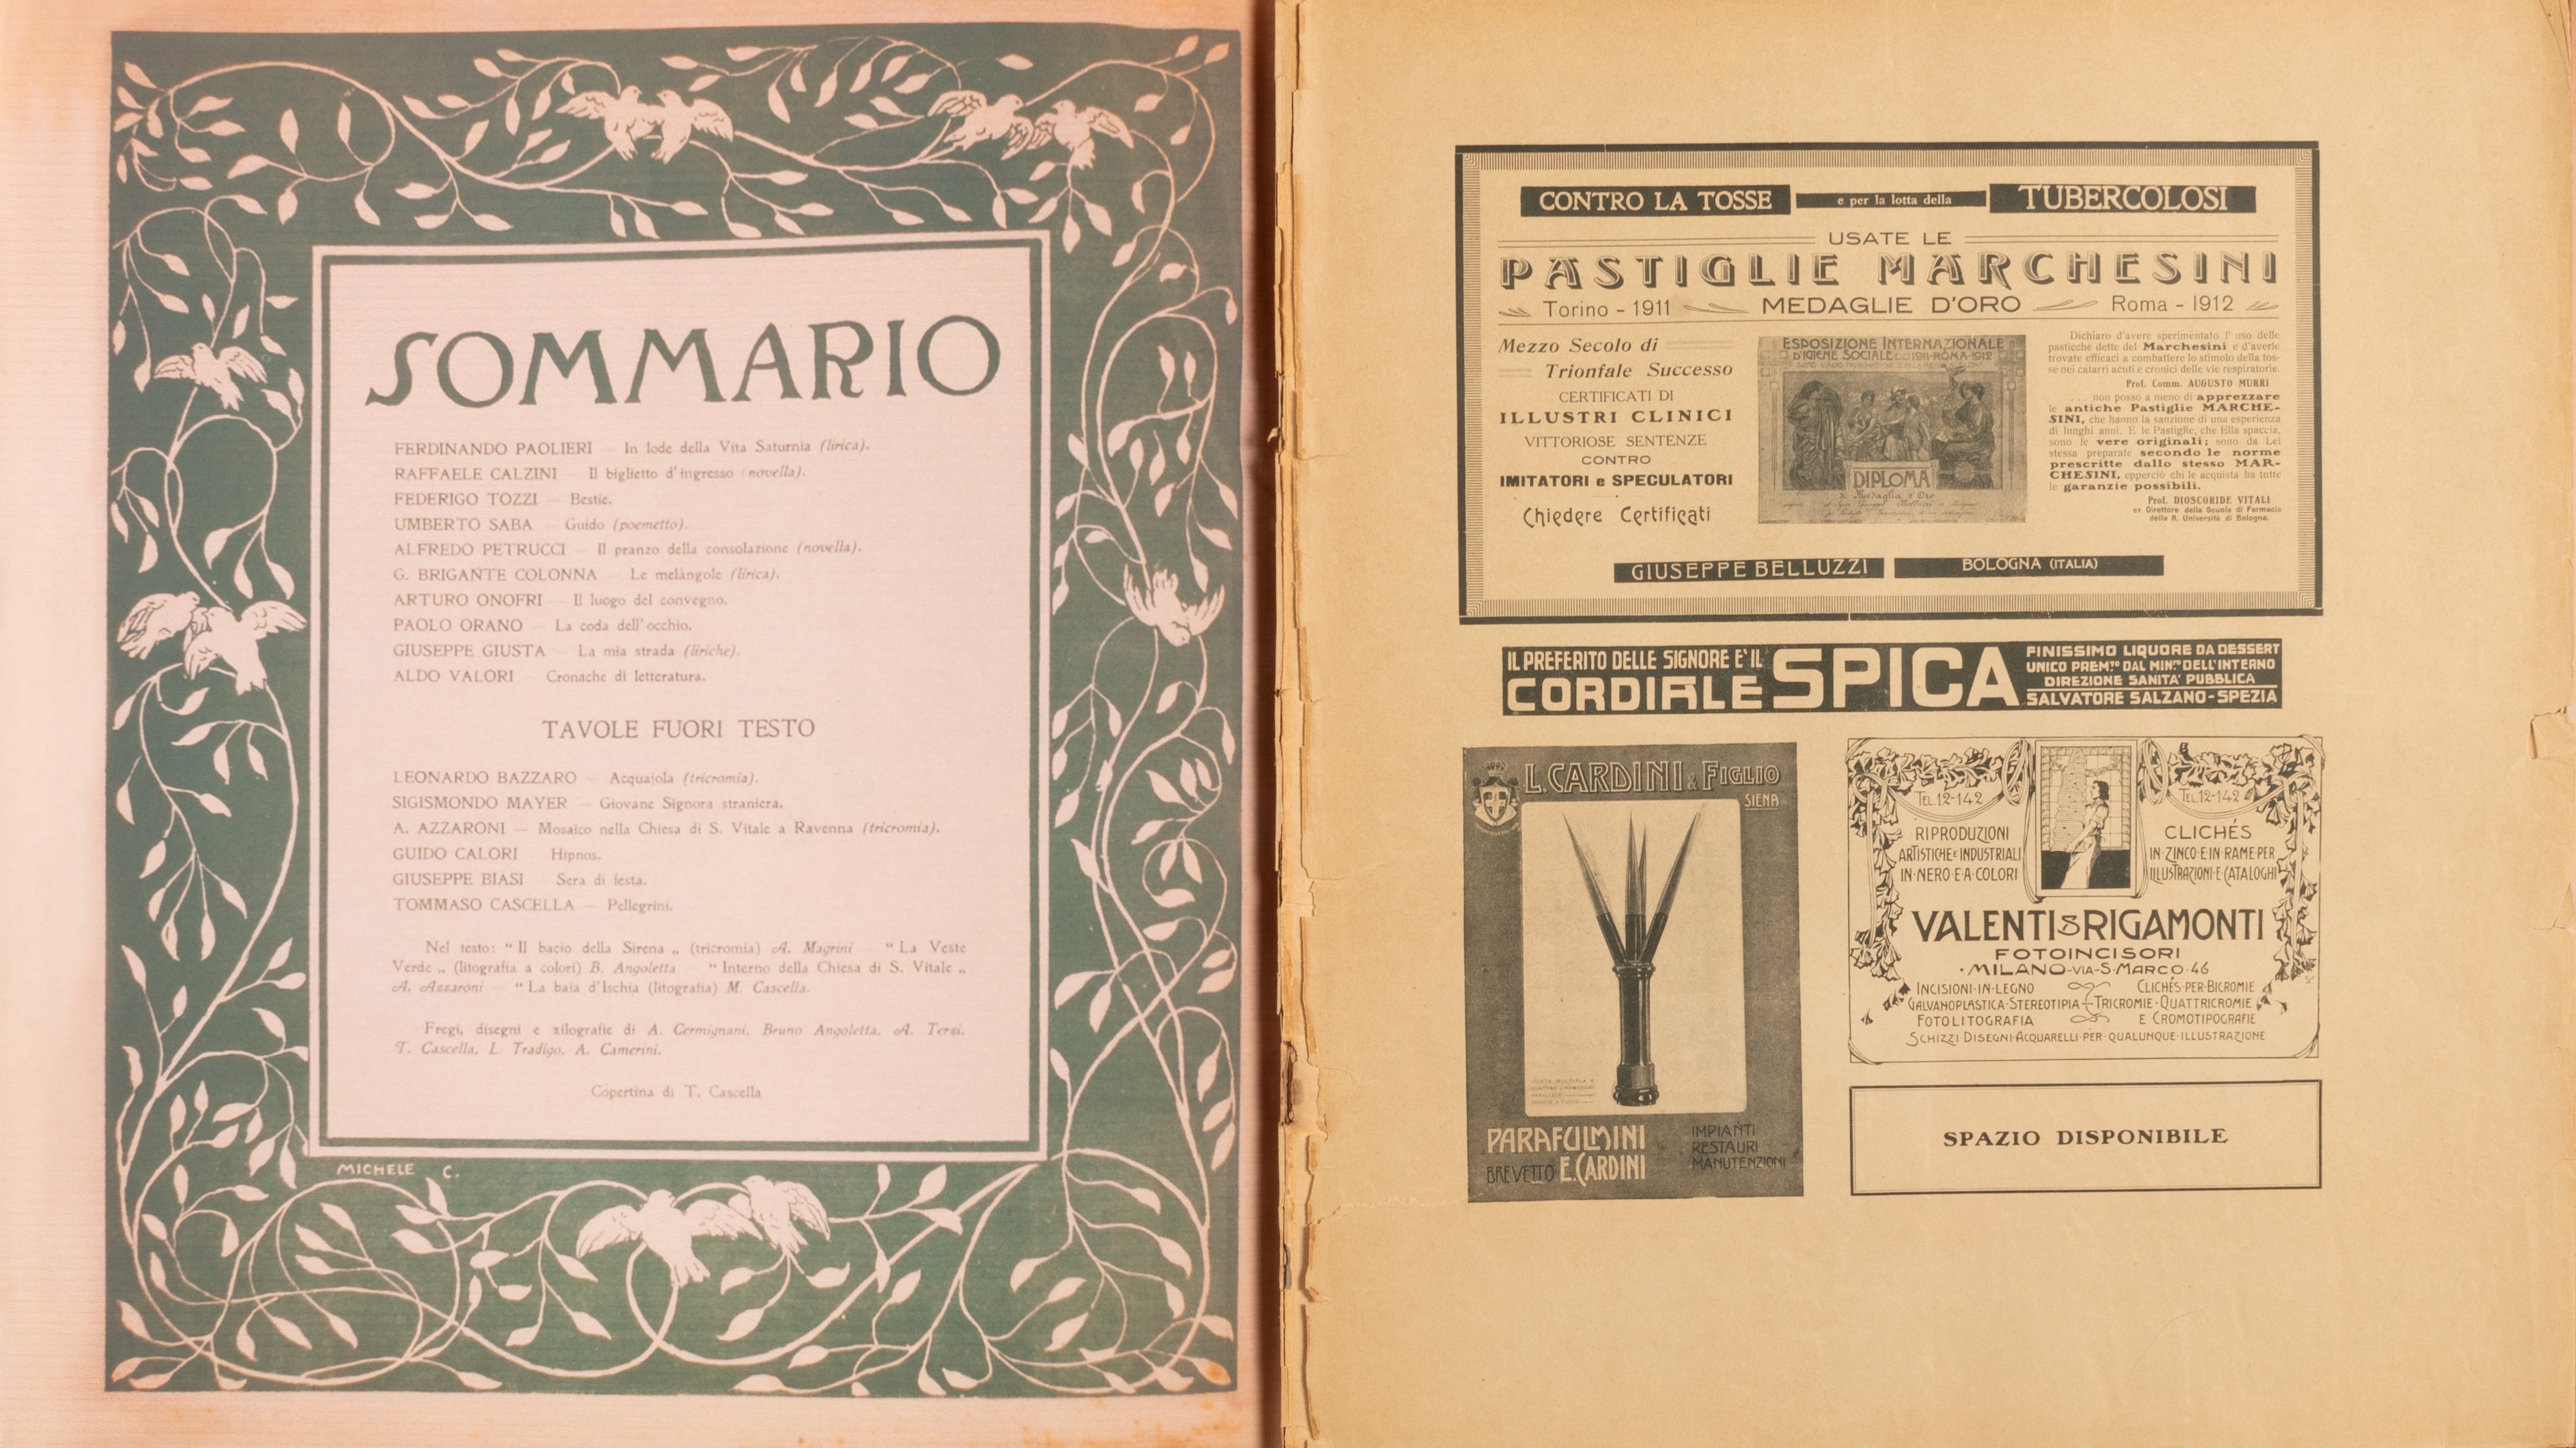 SOMMARIO
FERDINANDO PAOLIERI — In lode della Vita Saturnia (lirica).
RAFFAELE CALZINI — Il biglietto d'ingresso (novella).
FEDERIGO TOZZI — Bestie.
UMBERTO SABA — Guido (poemetto).
ALFREDO PETRUCCI — Il pranzo della consolazione (novella).
G. BRIGANTE COLONNA — Le melàngole (lirica).
ARTURO ONOFRI — Il luogo del convegno.
PAOLO ORANO — La coda dell'occhio.
GIUSEPPE GIUSTA — La mia strada (liriche).
ALDO VALORI — Cronache di letteratura.
TAVOLE FUORI TESTO
LEONARDO BAZZARO — Acquaiola (tricromia).
SIGISMONDO MAYER — Giovane Signora straniera.
A. AZZARONI — Mosaico nella Chiesa di S. Vitale a Ravenna (tricromia).
GUIDO CALORI — Hipnos.
GIUSEPPE BIASI — Sera di festa.
TOMMASO CASCELLA — Pellegrini.
Nel testo: “ Il bacio della Sirena „ (tricromia) A. Magrini — “ La Veste
Verde „ (litografia a colori) B. Angoletta — “ Interno della Chiesa di S. Vitale „
A. Azzaroni — “ La baia d'Ischia (litografia) M. Cascella.
Fregi, disegni e xilografie di A. Cermignani, Bruno Angoletta, A. Terzi,
T. Cascella, L. Tradigo, A. Camerini.
Copertina di T. Cascella
MICHELE C.
CONTRO LA TOSSE e per la lotta della TUBERCOLOSI
USATE LE
PASTIGLIE MARCHESINI
Torino - 1911 MEDAGLIE D'ORO Roma - 1912
Mezzo Secolo di
Trionfale Successo
CERTIFICATI DI
ILLUSTRI CLINICI
VITTORIOSE SENTENZE
CONTRO
IMITATORI e SPECULATORI
Chiedere Certificati
ESPOSIZIONE INTERNAZIONALE
D'IGIENE SOCIALE 1911-ROMA-1912
DIPLOMA
di Medaglia d'Oro
Dichiaro d'avere sperimentato l' uso delle
pasticche dette del Marchesini e d'averle
trovate efficaci a combattere lo stimolo della tos-
se nei catarri acuti e cronici delle vie respiratorie.
Prof. Comm. AUGUSTO MURRI
. . . non posso a meno di apprezzare
le antiche Pastiglie MARCHE-
SINI, che hanno la sanzione di una esperienza
di lunghi anni. E le Pastiglie, che Ella spaccia,
sono le vere originali; sono da Lei
stessa preparate secondo le norme
prescritte dallo stesso MAR-
CHESINI, epperciò chi le acquista ha tutte
le garanzie possibili.
Prof. DIOSCORIDE VITALI
ex Direttore della Scuola di Farmacia
della R. Università di Bologna.
GIUSEPPE BELLUZZI BOLOGNA (ITALIA)
IL PREFERITO DELLE SIGNORE E' IL
CORDIALE SPICA
FINISSIMO LIQUORE DA DESSERT
UNICO PREM.TO DAL MIN.RO DELL'INTERNO
DIREZIONE SANITA' PUBBLICA
SALVATORE SALZANO - SPEZIA
L. CARDINI & FIGLIO
SIENA
PARAFULMINI
BREVETTO E. CARDINI
IMPIANTI
RESTAURI
MANUTENZIONI
TEL. 12-142 TEL. 12-142
RIPRODUZIONI
ARTISTICHE E INDUSTRIALI
IN·NERO·E·A·COLORI
CLICHÉS
IN·ZINCO·E·IN·RAME·PER
ILLUSTRAZIONI·E·CATALOGHI
VALENTI & RIGAMONTI
FOTOINCISORI
·MILANO-VIA-S·MARCO·46
INCISIONI·IN·LEGNO
GALVANOPLASTICA·STEREOTIPIA
FOTOLITOGRAFIA
CLICHÉS·PER·BICROMIE
TRICROMIE·QUATTRICROMIE
E CROMOTIPOGRAFIE
SCHIZZI·DISEGNI·ACQUARELLI·PER·QUALUNQUE·ILLUSTRAZIONE
SPAZIO DISPONIBILE